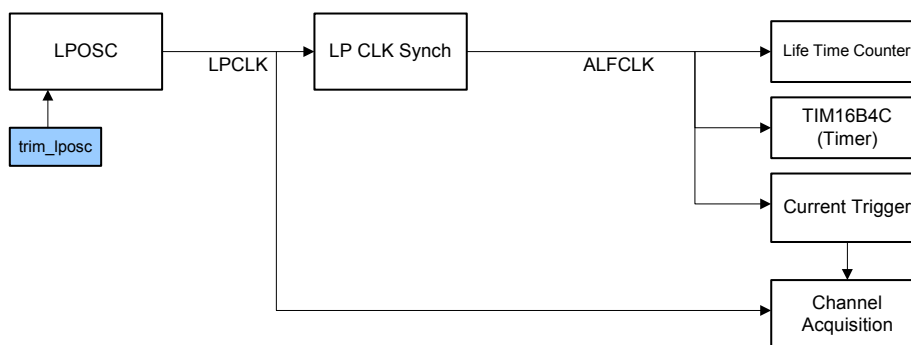 LPOSC
LPCLK
LP CLK Synch
ALFCLK
Life Time Counter
trim_lposc
TIM16B4C
(Timer)
Current Trigger
Channel
Acquisition